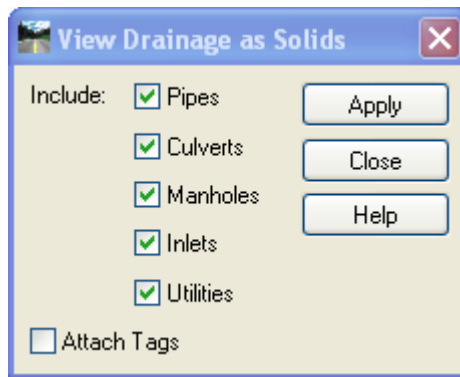 View Drainage as Solids
Include:
Pipes
Culverts
Manholes
Inlets
Utilities
Attach Tags
Apply
Close
Help